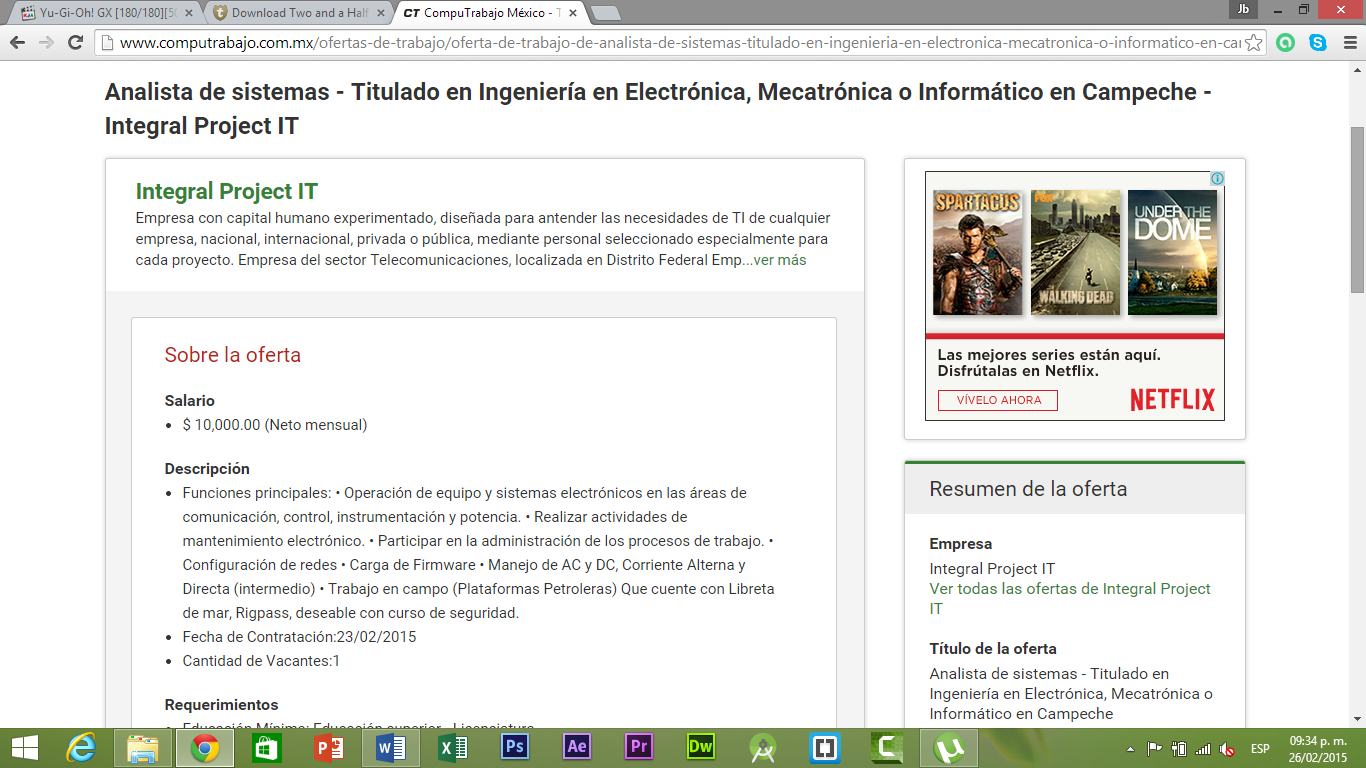 Yu-Gi-Oh! GX [180/180][50
Download Two and a Half
CT CompuTrabajo México - T
Jb
www.computrabajo.com.mx/ofertas-de-trabajo/oferta-de-trabajo-de-analista-de-sistemas-titulado-en-ingenieria-en-electronica-mecatronica-o-informatico-en-car
Analista de sistemas - Titulado en Ingeniería en Electrónica, Mecatrónica o Informático en Campeche -
Integral Project IT
Integral Project IT
Empresa con capital humano experimentado, diseñada para antender las necesidades de TI de cualquier
empresa, nacional, internacional, privada o pública, mediante personal seleccionado especialmente para
cada proyecto. Empresa del sector Telecomunicaciones, localizada en Distrito Federal Emp...ver más
Sobre la oferta
Salario
• $ 10,000.00 (Neto mensual)
Descripción
• Funciones principales: • Operación de equipo y sistemas electrónicos en las áreas de
comunicación, control, instrumentación y potencia. • Realizar actividades de
mantenimiento electrónico. • Participar en la administración de los procesos de trabajo. •
Configuración de redes • Carga de Firmware • Manejo de AC y DC, Corriente Alterna y
Directa (intermedio) • Trabajo en campo (Plataformas Petroleras) Que cuente con Libreta
de mar, Rigpass, deseable con curso de seguridad.
• Fecha de Contratación:23/02/2015
• Cantidad de Vacantes:1
Requerimientos
• Educación Mínima: Educación superior - Licenciatura
SPARTACUS
FOX
THE
WALKING DEAD
UNDER THE
DOME
Las mejores series están aquí.
Disfrútalas en Netflix.
VÍVELO AHORA
NETFLIX
Resumen de la oferta
Empresa
Integral Project IT
Ver todas las ofertas de Integral Project
IT
Título de la oferta
Analista de sistemas - Titulado en
Ingeniería en Electrónica, Mecatrónica o
Informático en Campeche
Ps
Ae
Pr
Dw
ESP
09:34 p. m.
26/02/2015